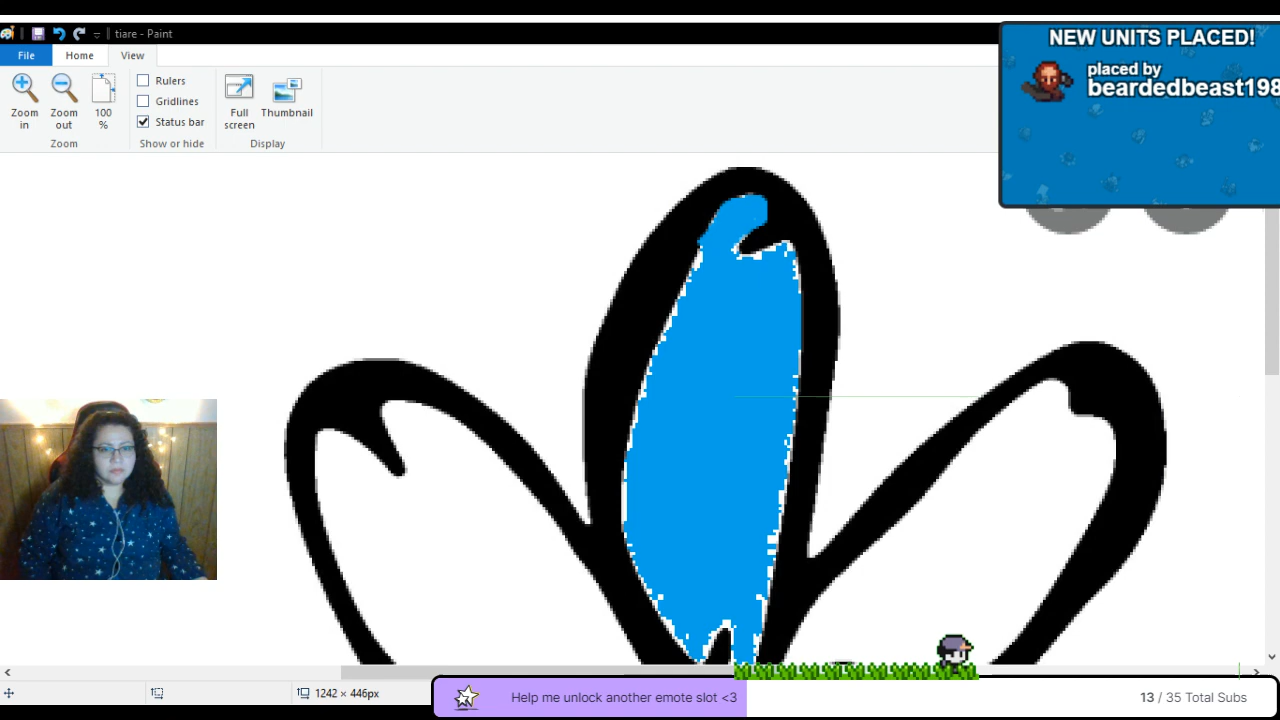 tiare - Paint
File Home View
Zoom in
Zoom out
100 %
Rulers
Gridlines
Status bar
Full screen
Thumbnail
Zoom
Show or hide
Display
NEW UNITS PLACED!
placed by
beardedbeast198
1242 × 446px
Help me unlock another emote slot <3
13 / 35 Total Subs